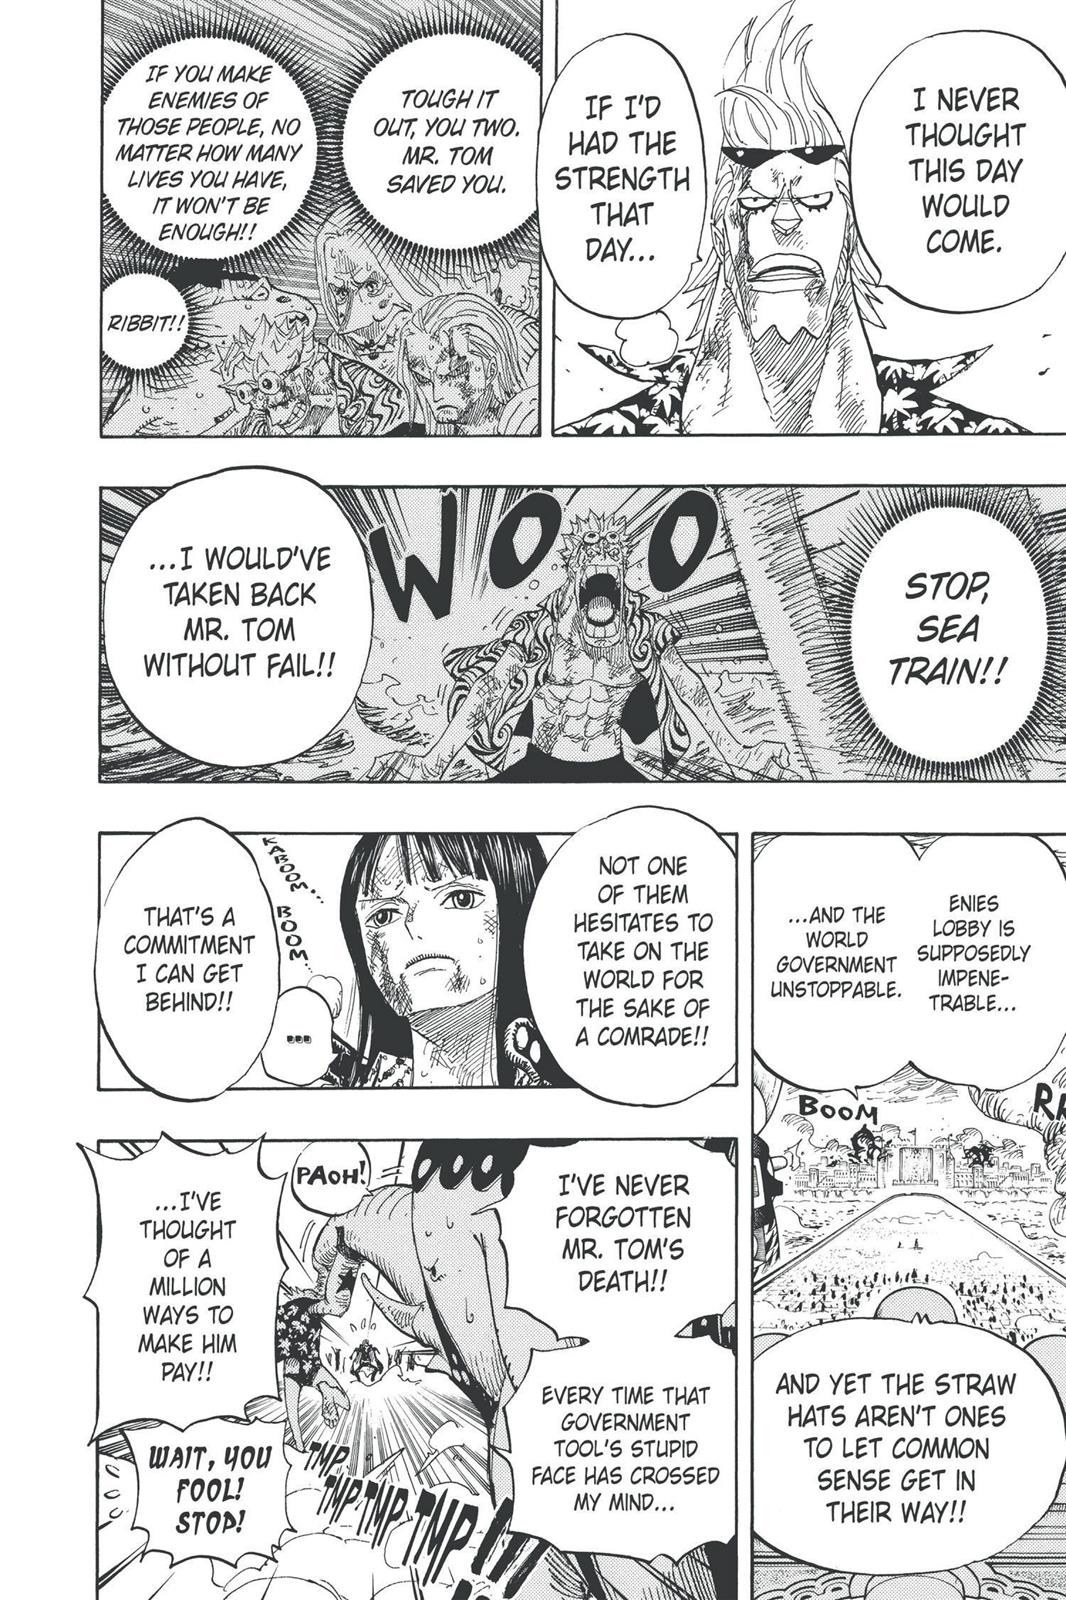 I NEVER
THOUGHT
THIS DAY
WOULD
COME.
IF I'D
HAD THE
STRENGTH
THAT
DAY...
TOUGH IT
OUT, YOU TWO.
MR. TOM
SAVED YOU.
IF YOU MAKE
ENEMIES OF
THOSE PEOPLE, NO
MATTER HOW MANY
LIVES YOU HAVE,
IT WON'T BE
ENOUGH!!
RIBBIT!!
STOP,
SEA
TRAIN!!
WOOO
...I WOULD'VE
TAKEN BACK
MR. TOM
WITHOUT FAIL!!
ENIES
LOBBY IS
SUPPOSEDLY
IMPENE-
TRABLE...
...AND THE
WORLD
GOVERNMENT
UNSTOPPABLE.
BOOM
AND YET THE STRAW
HATS AREN'T ONES
TO LET COMMON
SENSE GET IN
THEIR WAY!!
NOT ONE
OF THEM
HESITATES TO
TAKE ON THE
WORLD FOR
THE SAKE OF
A COMRADE!!
KABOOM...
BOOM...
...
THAT'S A
COMMITMENT
I CAN GET
BEHIND!!
I'VE NEVER
FORGOTTEN
MR. TOM'S
DEATH!!
EVERY TIME THAT
GOVERNMENT
TOOL'S STUPID
FACE HAS CROSSED
MY MIND...
PAOH!
...I'VE
THOUGHT
OF A
MILLION
WAYS TO
MAKE HIM
PAY!!
WAIT, YOU
FOOL!
STOP!
TMP TMP TMP TMP!!